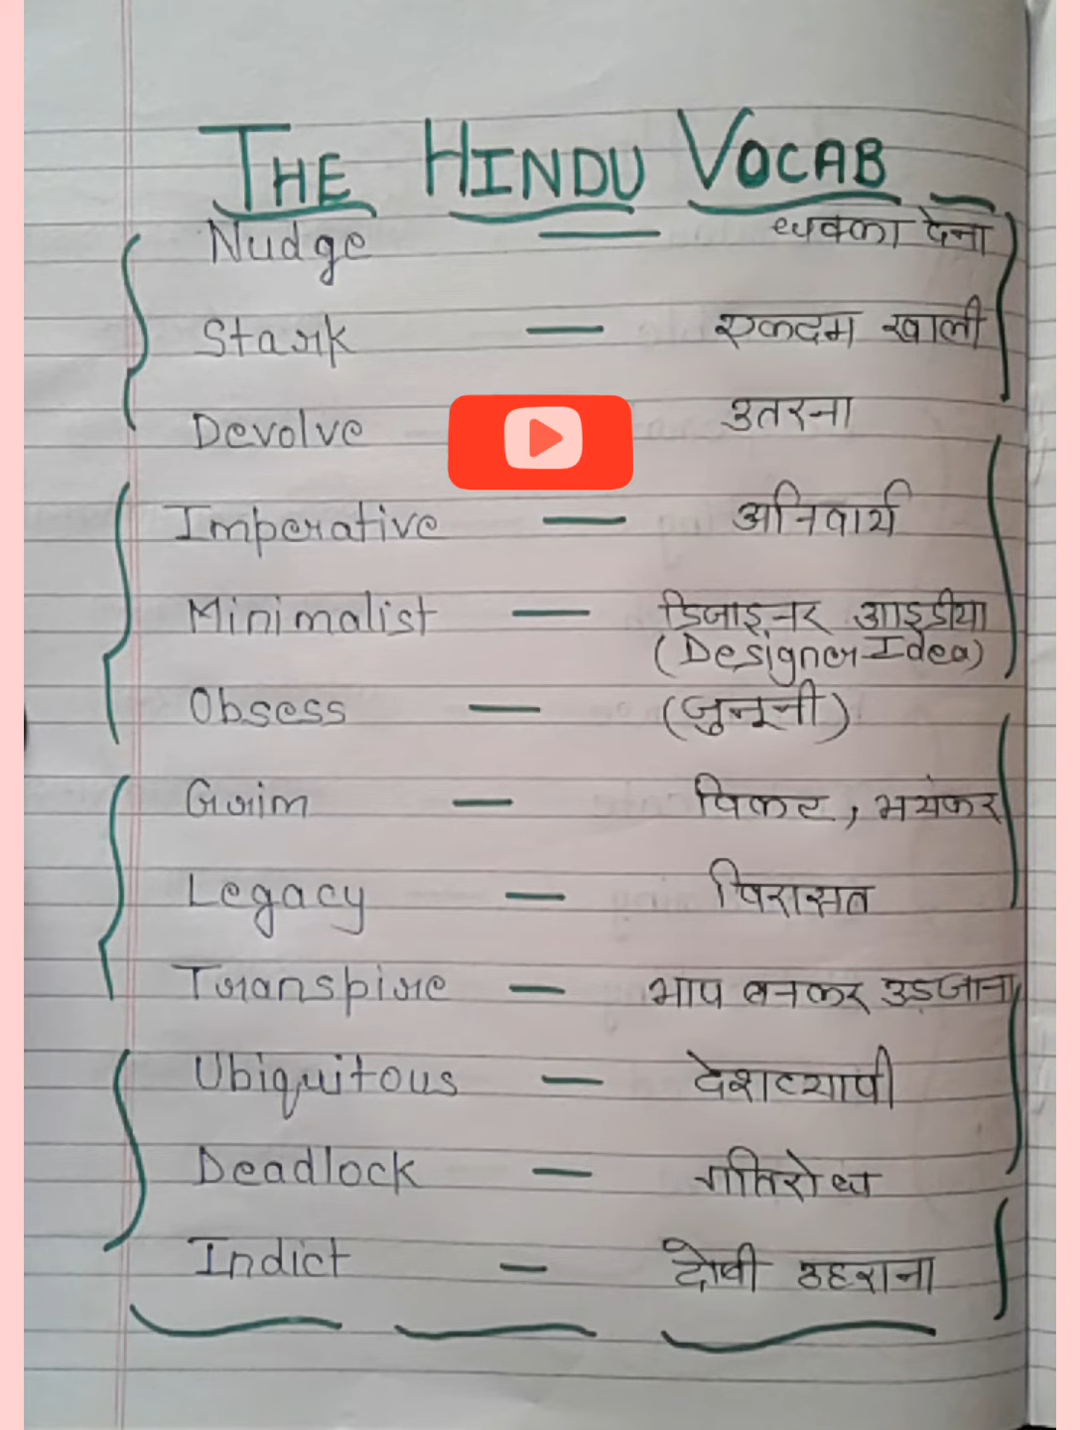 THE HINDU VOCAB
Nudge — धक्का देना
Stark — एकदम खाली
Devolve उतरना
Imperative — अनिवार्य
Minimalist — डिजाइनर आइडीया
(Designer Idea)
Obsess — (जुनूनी)
Grim — विकट, भयंकर
Legacy — विरासत
Transpire — भाप बनकर उड़जाना
Ubiquitous — देशव्यापी
Deadlock — गतिरोध
Indict — दोषी ठहराना